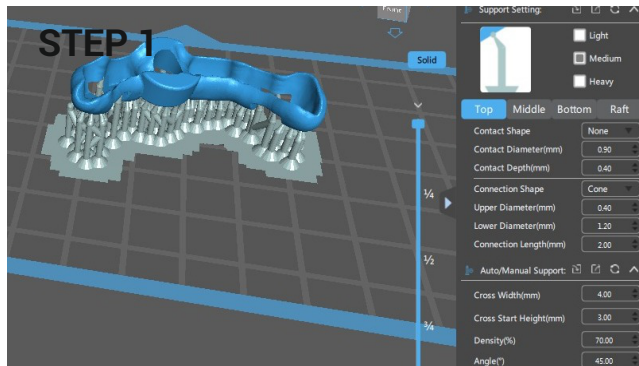 STEP 1
Solid
¼
½
¾
Support Setting:
Light
Medium
Heavy
Top Middle Bottom Raft
Contact Shape None
Contact Diameter(mm) 0.90
Contact Depth(mm) 0.40
Connection Shape Cone
Upper Diameter(mm) 0.40
Lower Diameter(mm) 1.20
Connection Length(mm) 2.00
Auto/Manual Support:
Cross Width(mm) 4.00
Cross Start Height(mm) 3.00
Density(%) 70.00
Angle(°) 45.00